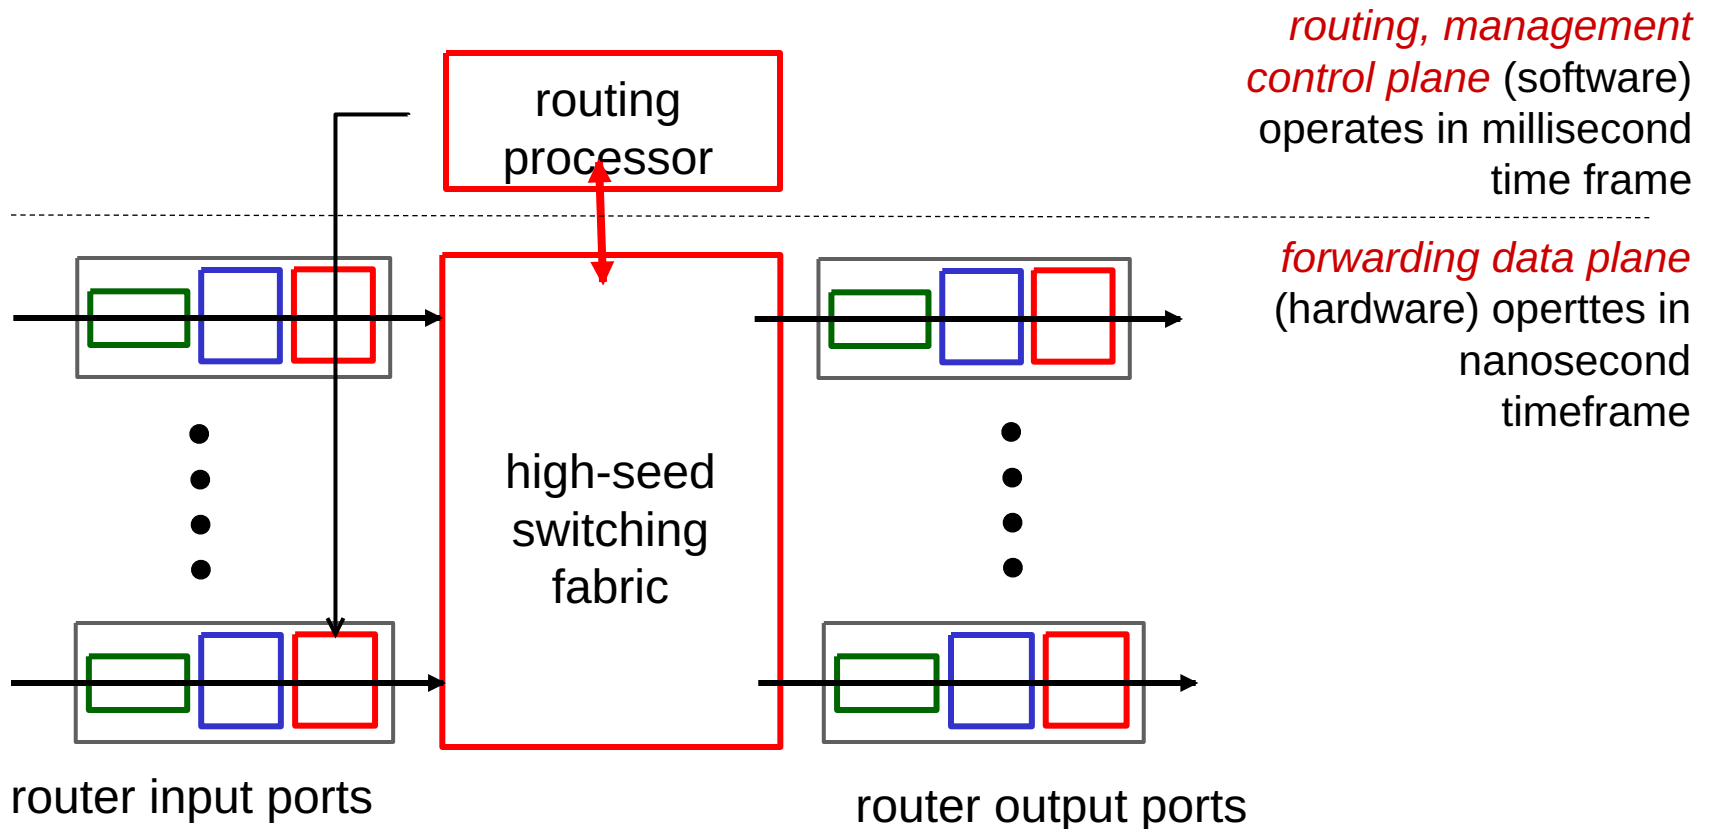 routing, management
control plane (software)
operates in millisecond
time frame
routing
processor
forwarding data plane
(hardware) operttes in
nanosecond
timeframe
high-seed
switching
fabric
router input ports
router output ports